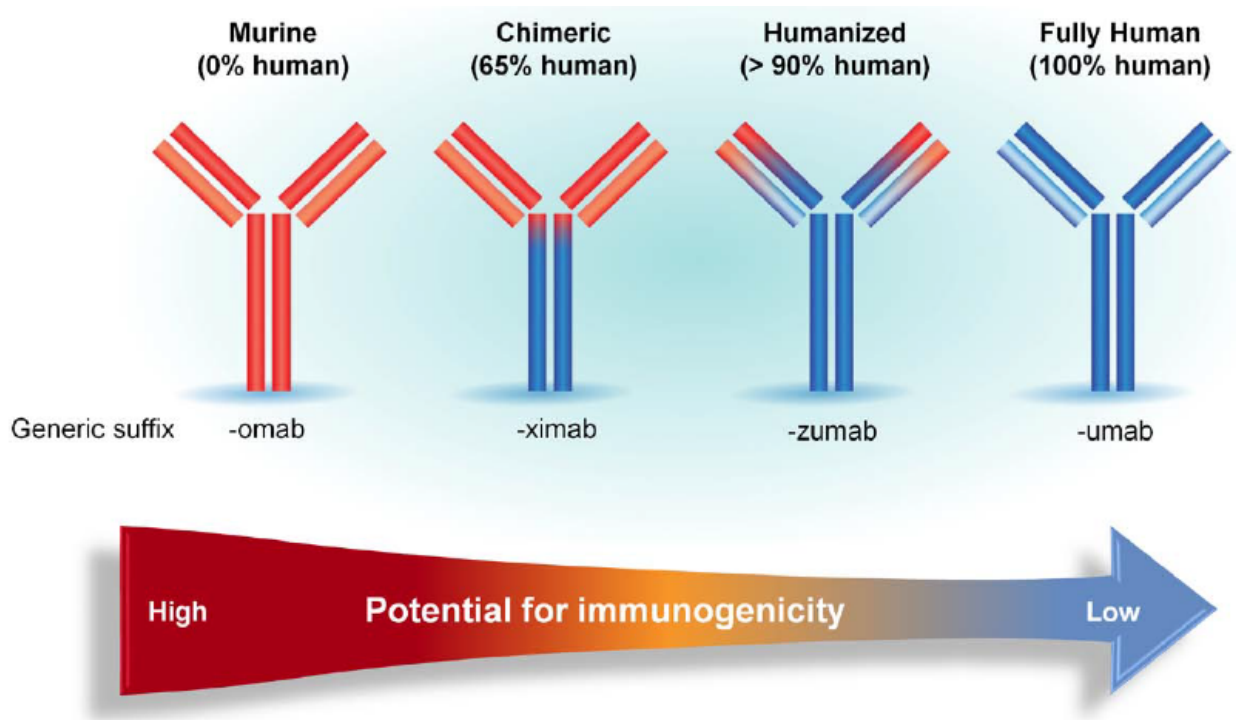 Murine
(0% human)
Chimeric
(65% human)
Humanized
(> 90% human)
Fully Human
(100% human)
Generic suffix
-omab
-ximab
-zumab
-umab
High
Potential for immunogenicity
Low